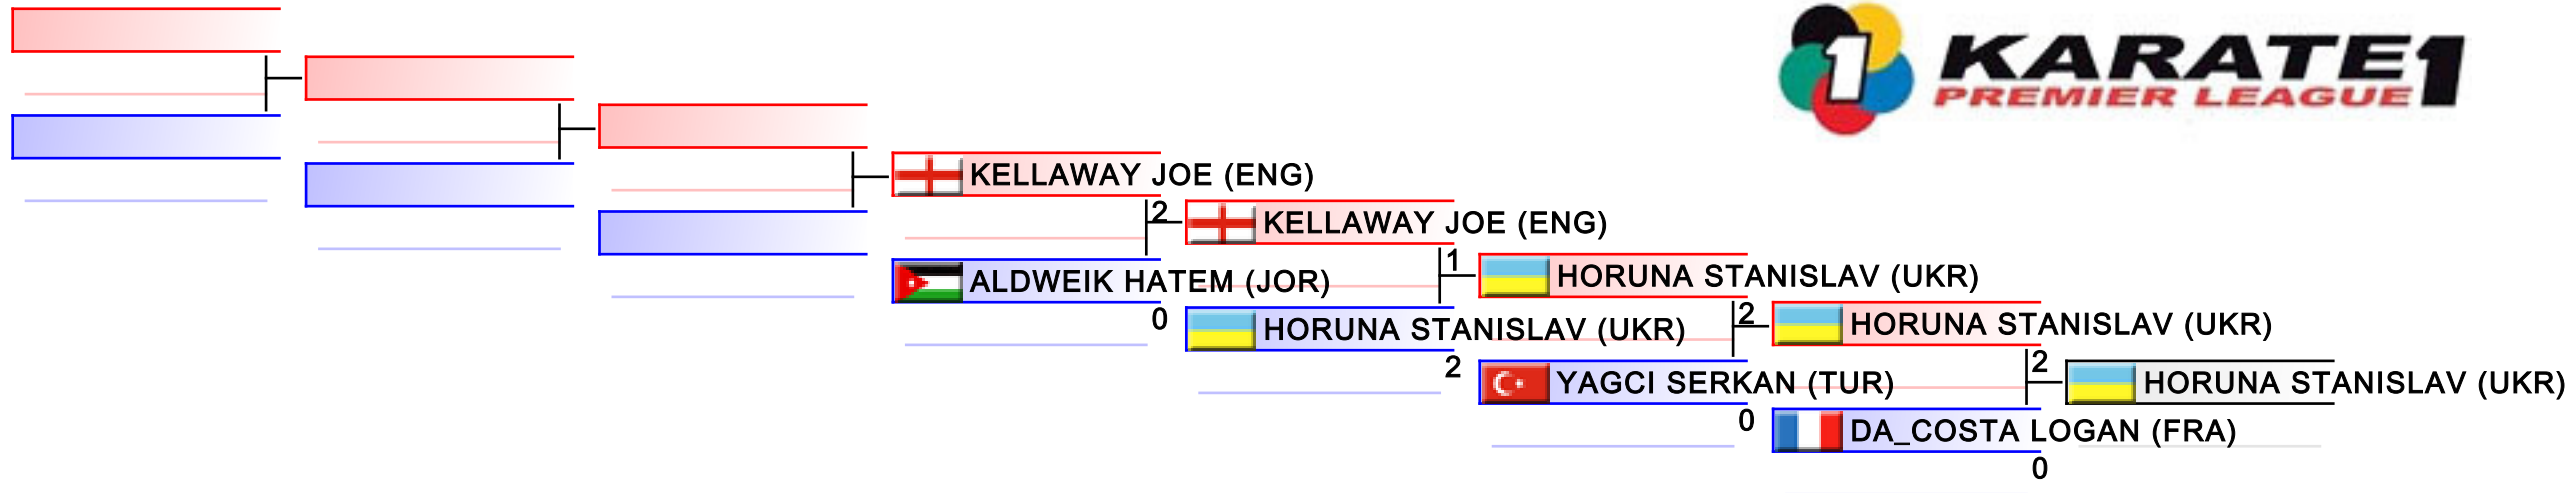 1 KARATE1
PREMIER LEAGUE
KELLAWAY JOE (ENG)
2
KELLAWAY JOE (ENG)
ALDWEIK HATEM (JOR)
0
1
HORUNA STANISLAV (UKR)
HORUNA STANISLAV (UKR)
2
2
HORUNA STANISLAV (UKR)
YAGCI SERKAN (TUR)
0
2
HORUNA STANISLAV (UKR)
DA_COSTA LOGAN (FRA)
0